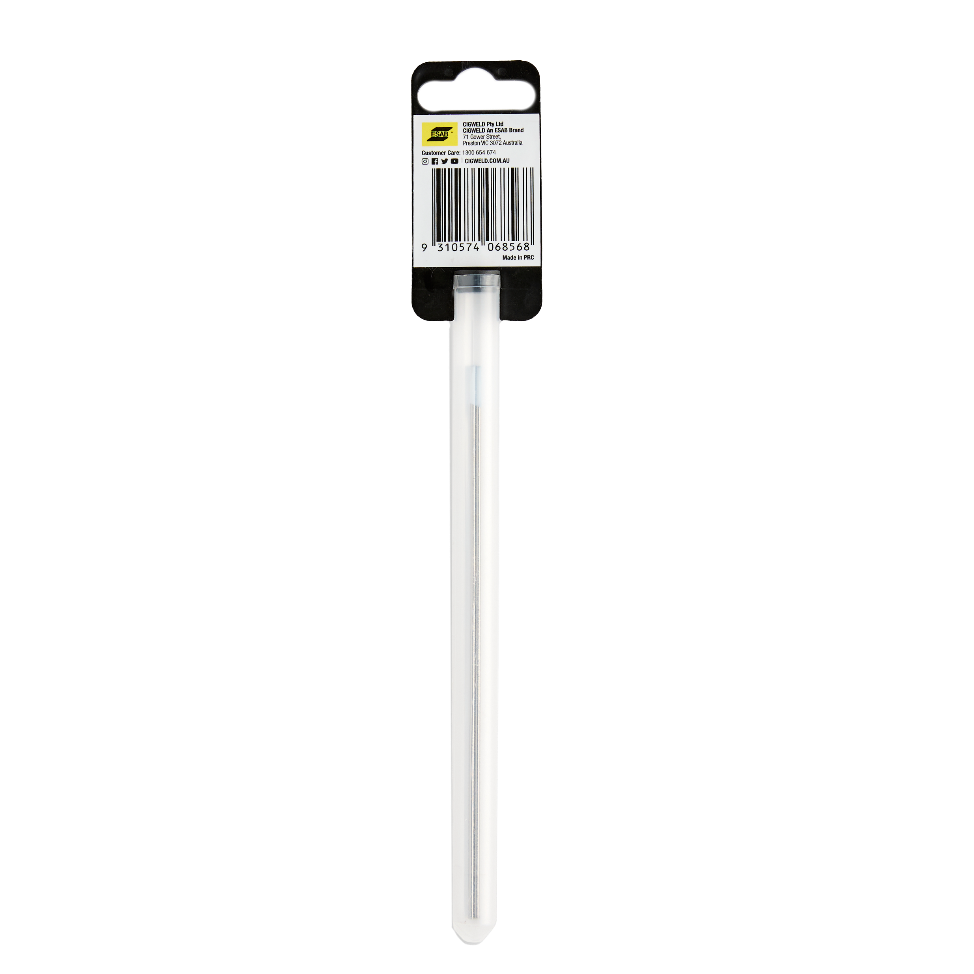 ESAB
CIGWELD Pty Ltd
CIGWELD An ESAB Brand
71 Gower Street,
Preston VIC 3072 Australia
Customer Care: 1300 654 674
CIGWELD.COM.AU
9 310574 068568
Made in PRC